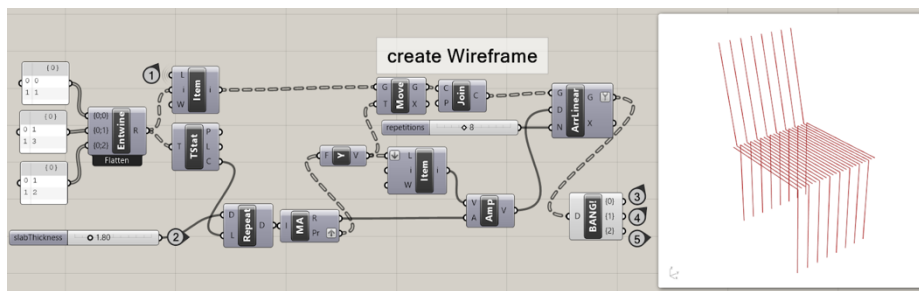 create Wireframe
{0}
0 0
1 1
{0}
0 1
1 3
{0}
0 1
1 2
{0;0}
{0;1}
{0;2}
Entwine
R
Flatten
1
L
i
W
Item
i
T
TStat
P
L
C
slabThickness
1.80
2
D
L
Repeat
D
I
MA
R
Pr
F
Y
G
T
Move
G
X
C
P
Join
C
repetitions
8
L
i
W
Item
i
V
A
Amp
V
G
D
N
ArrLinear
G
X
D
BANG!
{0}
{1}
{2}
3
4
5